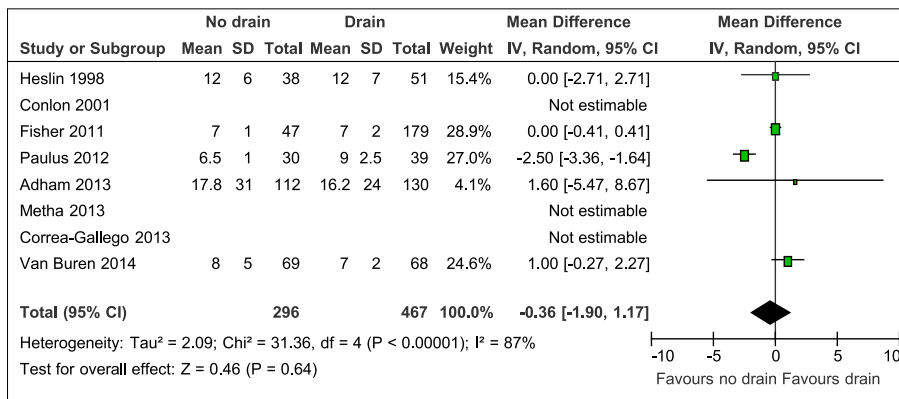 No drain Drain Mean Difference Mean Difference
Study or Subgroup Mean SD Total Mean SD Total Weight IV, Random, 95% CI IV, Random, 95% CI
Heslin 1998 12 6 38 12 7 51 15.4% 0.00 [-2.71, 2.71]
Conlon 2001 Not estimable
Fisher 2011 7 1 47 7 2 179 28.9% 0.00 [-0.41, 0.41]
Paulus 2012 6.5 1 30 9 2.5 39 27.0% -2.50 [-3.36, -1.64]
Adham 2013 17.8 31 112 16.2 24 130 4.1% 1.60 [-5.47, 8.67]
Metha 2013 Not estimable
Correa-Gallego 2013 Not estimable
Van Buren 2014 8 5 69 7 2 68 24.6% 1.00 [-0.27, 2.27]
Total (95% CI) 296 467 100.0% -0.36 [-1.90, 1.17]
Heterogeneity: Tau² = 2.09; Chi² = 31.36, df = 4 (P < 0.00001); I² = 87%
Test for overall effect: Z = 0.46 (P = 0.64)
-10 -5 0 5 10
Favours no drain Favours drain